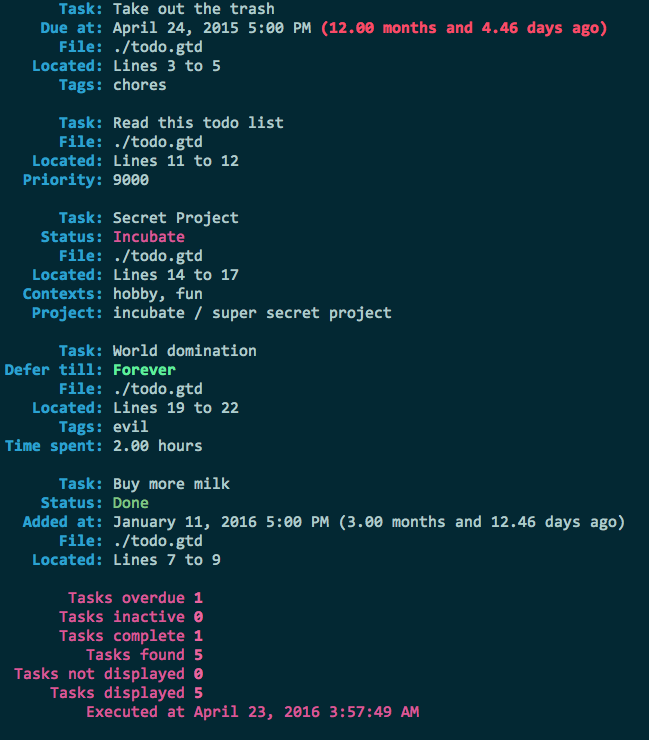 Task: Take out the trash
Due at: April 24, 2015 5:00 PM (12.00 months and 4.46 days ago)
File: ./todo.gtd
Located: Lines 3 to 5
Tags: chores
Task: Read this todo list
File: ./todo.gtd
Located: Lines 11 to 12
Priority: 9000
Task: Secret Project
Status: Incubate
File: ./todo.gtd
Located: Lines 14 to 17
Contexts: hobby, fun
Project: incubate / super secret project
Task: World domination
Defer till: Forever
File: ./todo.gtd
Located: Lines 19 to 22
Tags: evil
Time spent: 2.00 hours
Task: Buy more milk
Status: Done
Added at: January 11, 2016 5:00 PM (3.00 months and 12.46 days ago)
File: ./todo.gtd
Located: Lines 7 to 9
Tasks overdue 1
Tasks inactive 0
Tasks complete 1
Tasks found 5
Tasks not displayed 0
Tasks displayed 5
Executed at April 23, 2016 3:57:49 AM